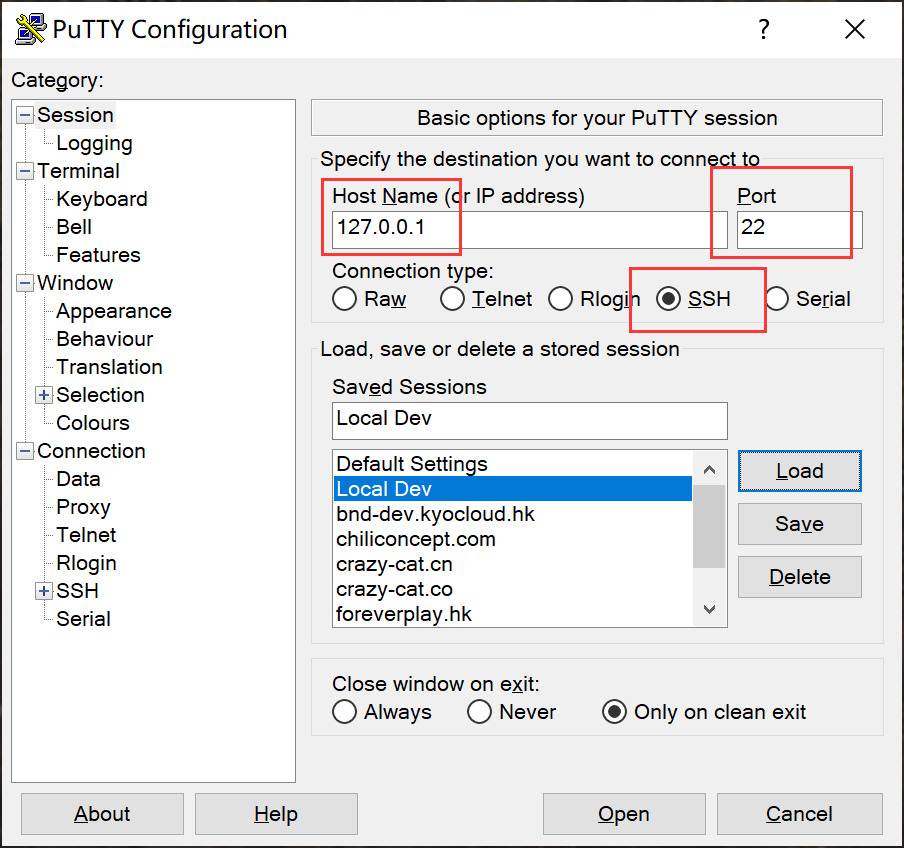 PuTTY Configuration
?
Category:
Session
Logging
Terminal
Keyboard
Bell
Features
Window
Appearance
Behaviour
Translation
Selection
Colours
Connection
Data
Proxy
Telnet
Rlogin
SSH
Serial
Basic options for your PuTTY session
Specify the destination you want to connect to
Host Name (or IP address) Port
127.0.0.1 22
Connection type:
Raw Telnet Rlogin SSH Serial
Load, save or delete a stored session
Saved Sessions
Local Dev
Default Settings
Local Dev
bnd-dev.kyocloud.hk
chiliconcept.com
crazy-cat.cn
crazy-cat.co
foreverplay.hk
Load
Save
Delete
Close window on exit:
Always Never Only on clean exit
About Help Open Cancel